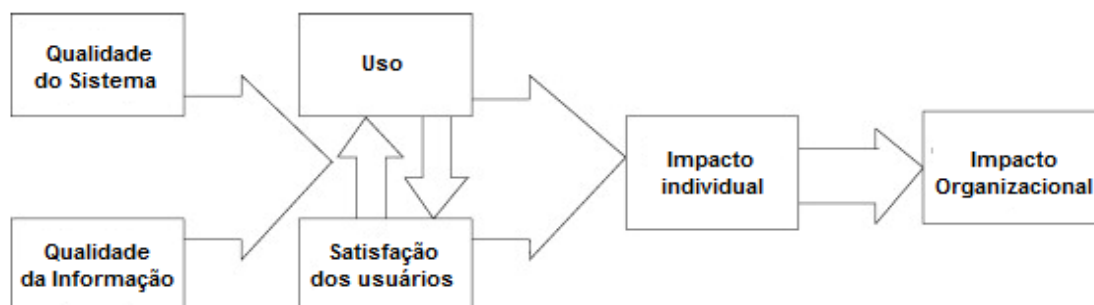 Qualidade
do Sistema
Uso
Impacto
individual
Impacto
Organizacional
Qualidade
da Informação
Satisfação
dos usuários